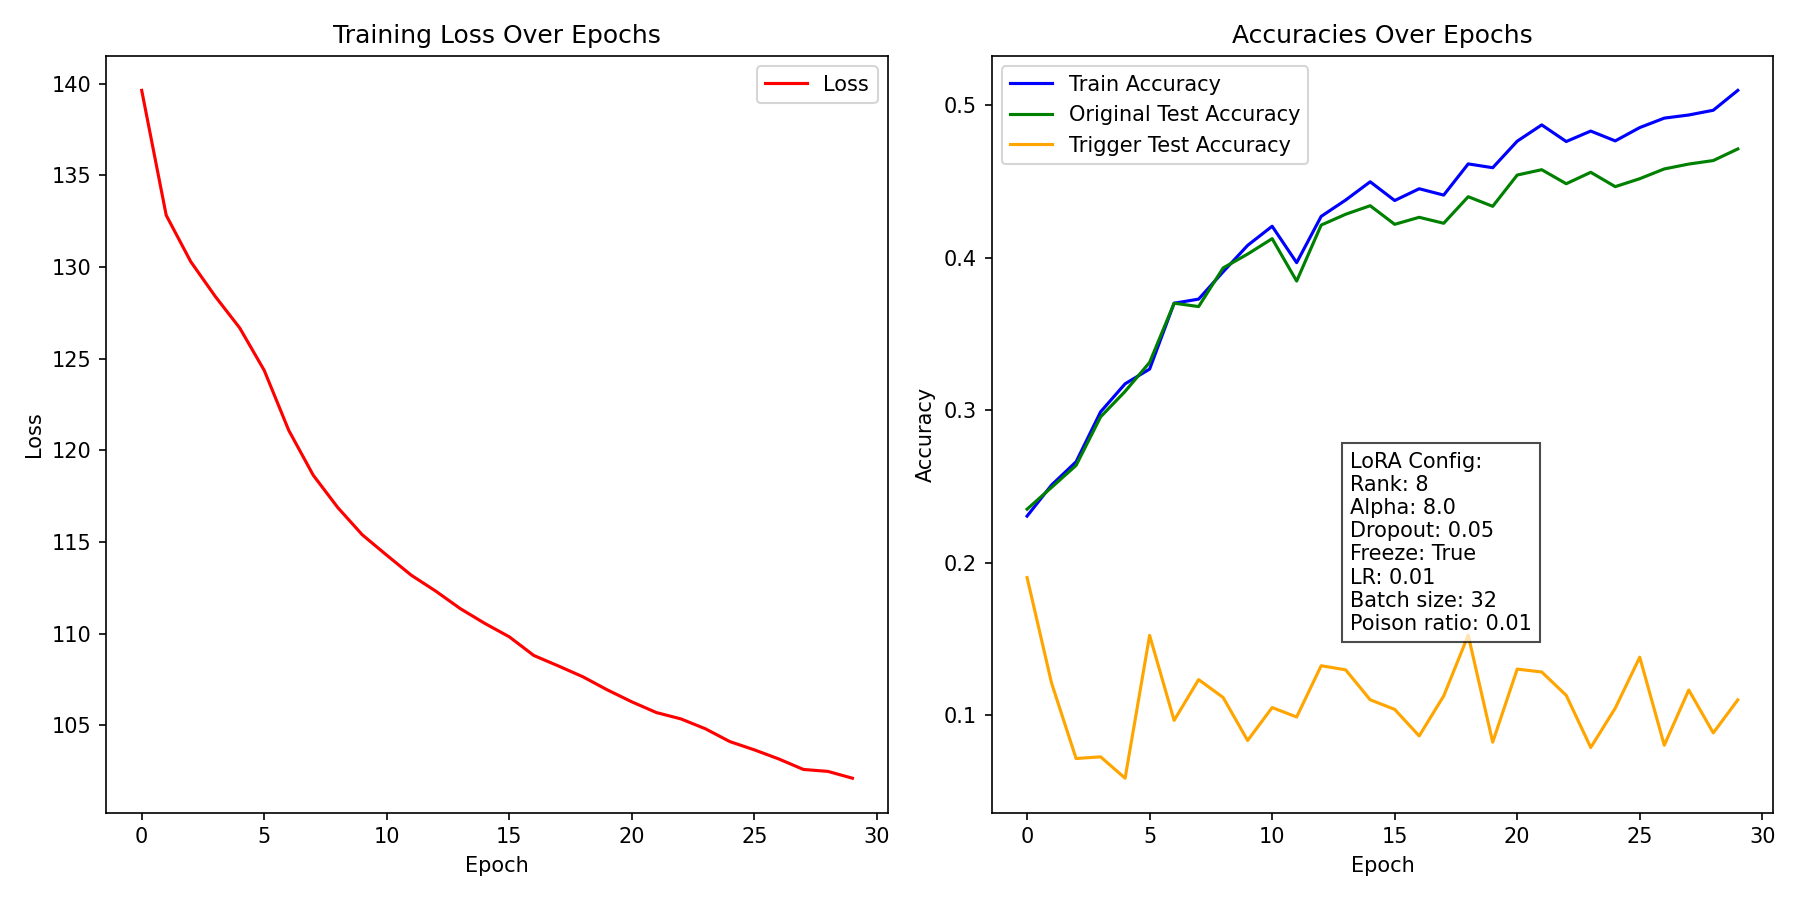 Training Loss Over Epochs
Loss
140
135
130
125
120
115
110
105
Loss
0
5
10
15
20
25
30
Epoch
Accuracies Over Epochs
Train Accuracy
Original Test Accuracy
Trigger Test Accuracy
0.5
0.4
0.3
0.2
0.1
Accuracy
LoRA Config:
Rank: 8
Alpha: 8.0
Dropout: 0.05
Freeze: True
LR: 0.01
Batch size: 32
Poison ratio: 0.01
0
5
10
15
20
25
30
Epoch